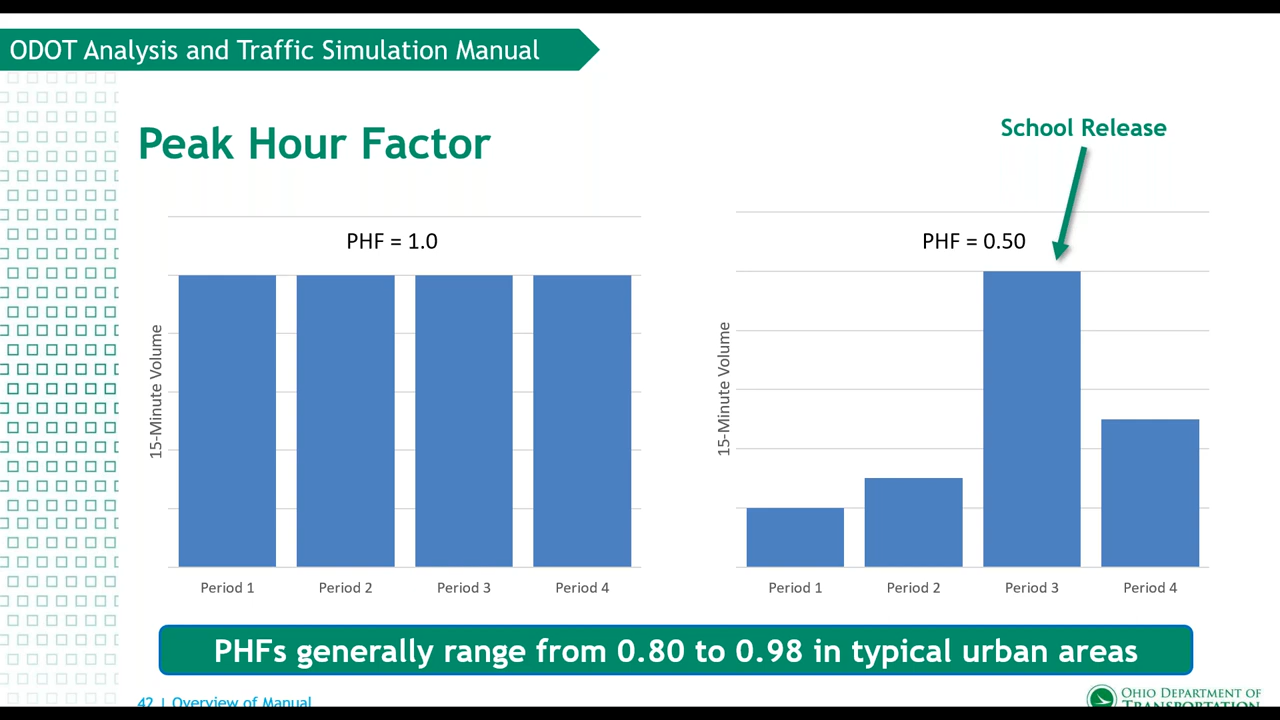 ODOT Analysis and Traffic Simulation Manual
Peak Hour Factor
School Release
PHF = 1.0
15-Minute Volume
Period 1
Period 2
Period 3
Period 4
PHF = 0.50
15-Minute Volume
Period 1
Period 2
Period 3
Period 4
PHFs generally range from 0.80 to 0.98 in typical urban areas
42 | Overview of Manual
OHIO DEPARTMENT OF
TRANSPORTATION